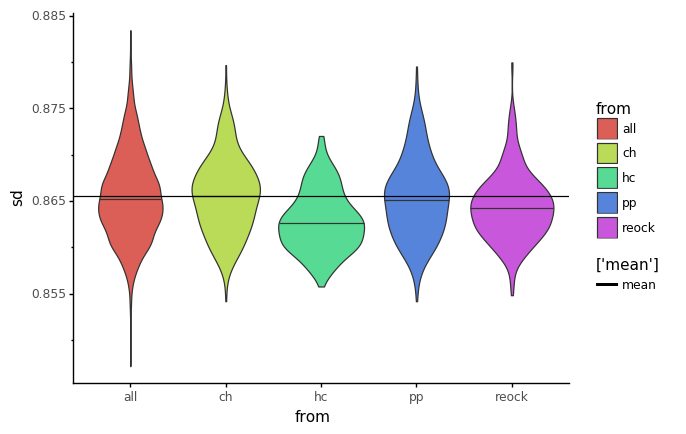 0.885
0.875
0.865
0.855
sd
all
ch
hc
pp
reock
from
from
all
ch
hc
pp
reock
['mean']
mean